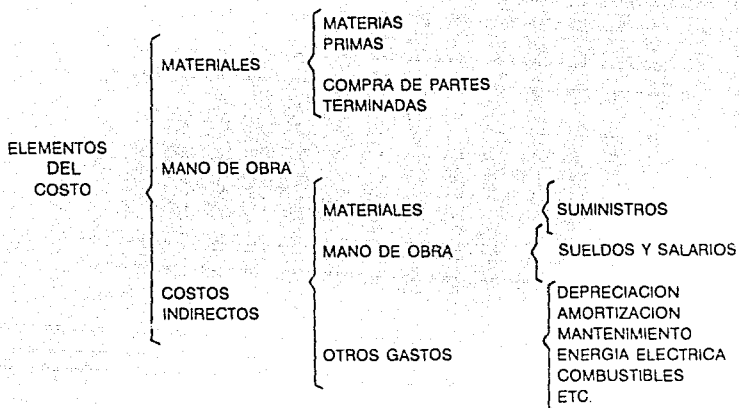 ELEMENTOS
DEL
COSTO
MATERIALES
MATERIAS
PRIMAS
COMPRA DE PARTES
TERMINADAS
MANO DE OBRA
COSTOS
INDIRECTOS
MATERIALES
SUMINISTROS
MANO DE OBRA
SUELDOS Y SALARIOS
OTROS GASTOS
DEPRECIACION
AMORTIZACION
MANTENIMIENTO
ENERGIA ELECTRICA
COMBUSTIBLES
ETC.